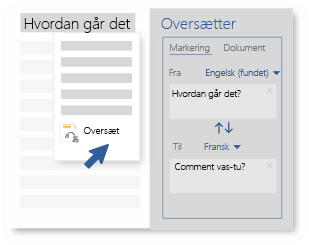 Hvordan går det
Oversæt
Oversætter
Markering Dokument
Fra Engelsk (fundet)
Hvordan går det? x
Til Fransk
Comment vas-tu? x